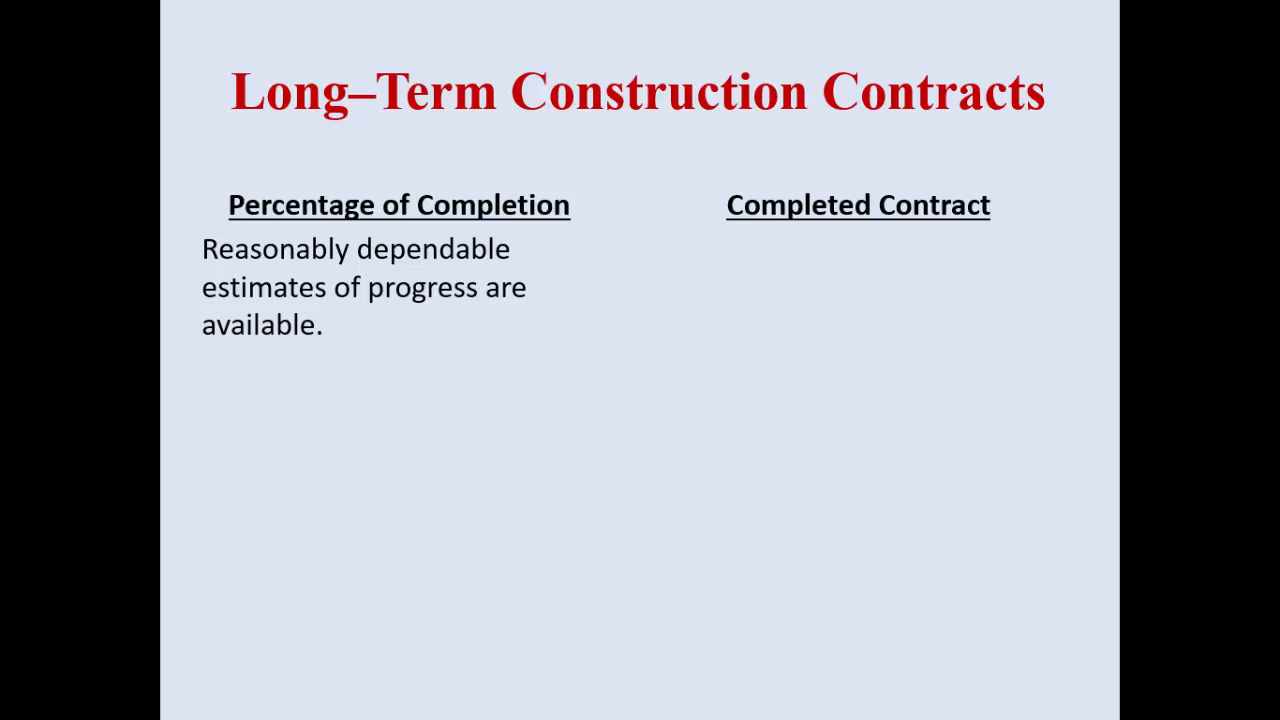 Long–Term Construction Contracts
Percentage of Completion
Reasonably dependable
estimates of progress are
available.
Completed Contract